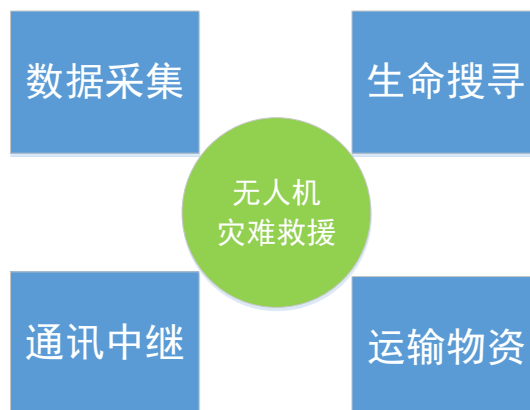 数据采集
生命搜寻
无人机
灾难救援
通讯中继
运输物资